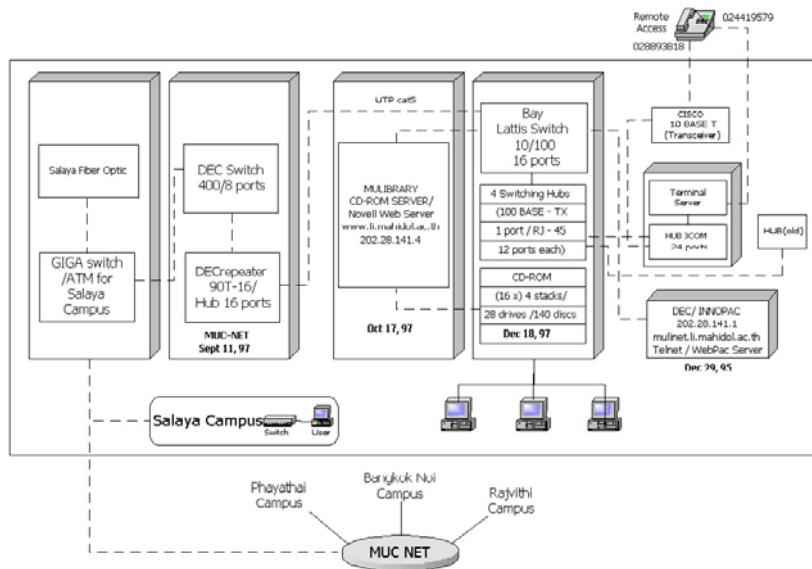 Remote
Access
024419579
028893818
UTP cat5
Salaya Fiber Optic
GIGA switch
/ATM for
Salaya
Campus
DEC Switch
400/8 ports
DECrepeater
90T-16/
Hub 16 ports
MUC-NET
Sept 11, 97
MULIBRARY
CD-ROM SERVER/
Novell Web Server
www.li.mahidol.ac.th
202.28.141.4
Oct 17, 97
Bay
Lattis Switch
10/100
16 ports
4 Switching Hubs
(100 BASE - TX
1 port / RJ - 45
12 ports each)
CD-ROM
(16 x) 4 stacks/
28 drives /140 discs
Dec 18, 97
CISCO
10 BASE T
(Transceiver)
Terminal
Server
HUB 3COM
24 ports
HUB(old)
DEC/ INNOPAC
202.28.141.1
mulinet.li.mahidol.ac.th
Telnet / WebPac Server
Dec 29, 95
Salaya Campus
Switch
User
Phayathai
Campus
Bangkok Noi
Campus
Rajvithi
Campus
MUC NET